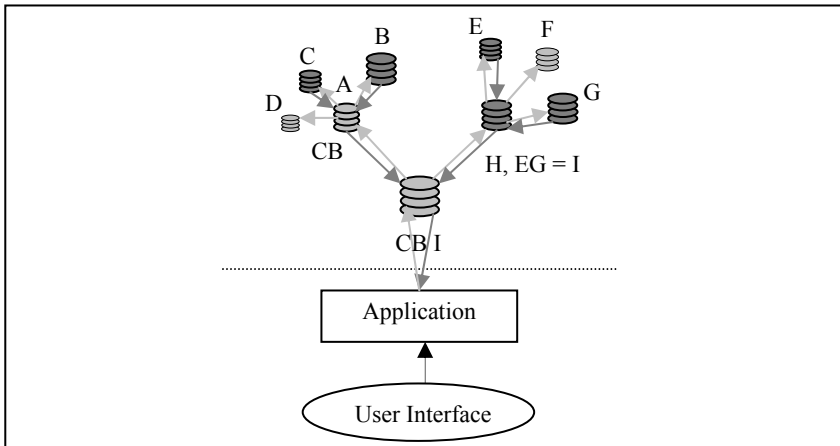 E
F
B
C
A
G
D
CB
H, EG = I
CB I
Application
User Interface